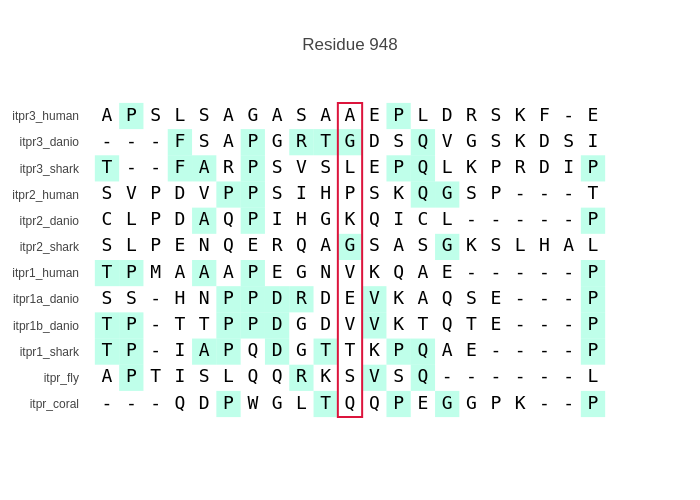 Residue 948
itpr3_human A P S L S A G A S A A E P L D R S K F - E
itpr3_danio - - - F S A P G R T G D S Q V G S K D S I
itpr3_shark T - - F A R P S V S L E P Q L K P R D I P
itpr2_human S V P D V P P S I H P S K Q G S P - - - T
itpr2_danio C L P D A Q P I H G K Q I C L - - - - - P
itpr2_shark S L P E N Q E R Q A G S A S G K S L H A L
itpr1_human T P M A A A P E G N V K Q A E - - - - - P
itpr1a_danio S S - H N P P D R D E V K A Q S E - - - P
itpr1b_danio T P - T T P P D G D V V K T Q T E - - - P
itpr1_shark T P - I A P Q D G T T K P Q A E - - - - P
itpr_fly A P T I S L Q Q R K S V S Q - - - - - - L
itpr_coral - - - Q D P W G L T Q Q P E G G P K - - P